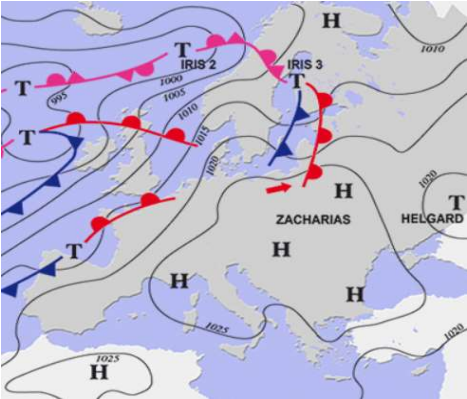 H
T
IRIS 2
IRIS 3
1010
T
T
995
1000
1005
1010
1015
1020
T
H
1020
T
ZACHARIAS
HELGARD
T
H
H
H
1025
1020
1025
H